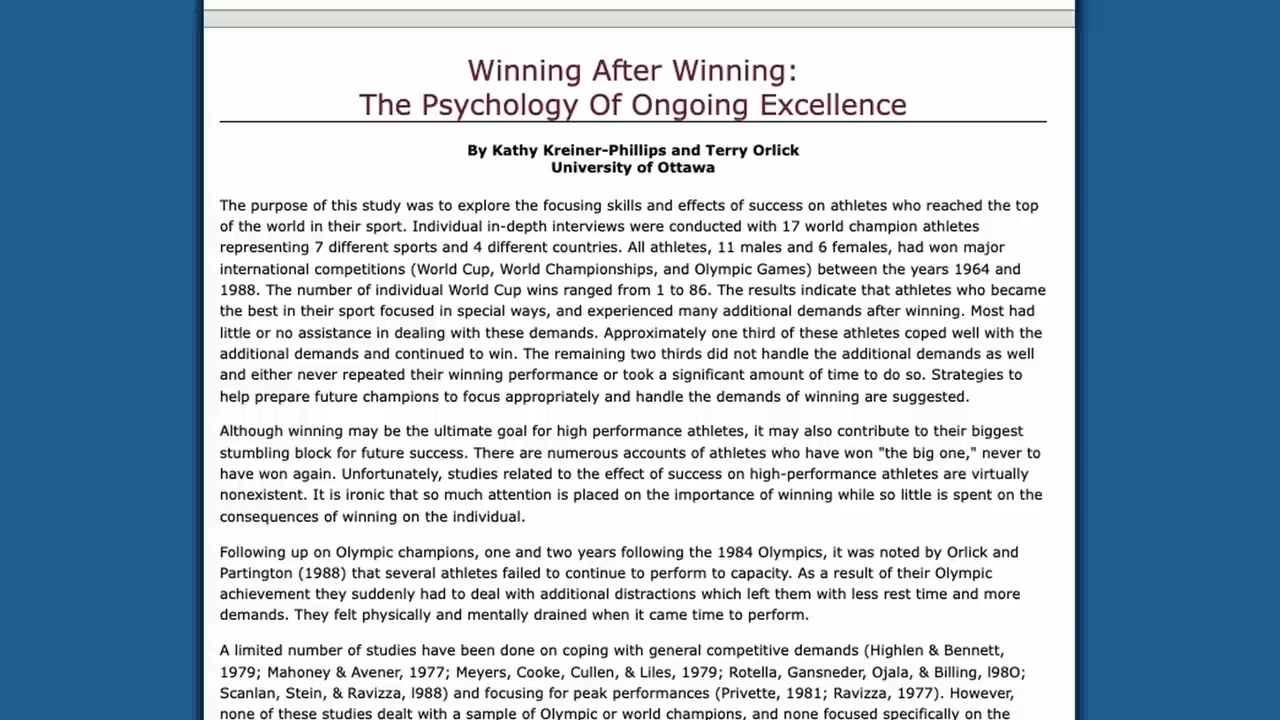 Winning After Winning:
The Psychology Of Ongoing Excellence
By Kathy Kreiner-Phillips and Terry Orlick
University of Ottawa
The purpose of this study was to explore the focusing skills and effects of success on athletes who reached the top
of the world in their sport. Individual in-depth interviews were conducted with 17 world champion athletes
representing 7 different sports and 4 different countries. All athletes, 11 males and 6 females, had won major
international competitions (World Cup, World Championships, and Olympic Games) between the years 1964 and
1988. The number of individual World Cup wins ranged from 1 to 86. The results indicate that athletes who became
the best in their sport focused in special ways, and experienced many additional demands after winning. Most had
little or no assistance in dealing with these demands. Approximately one third of these athletes coped well with the
additional demands and continued to win. The remaining two thirds did not handle the additional demands as well
and either never repeated their winning performance or took a significant amount of time to do so. Strategies to
help prepare future champions to focus appropriately and handle the demands of winning are suggested.
Although winning may be the ultimate goal for high performance athletes, it may also contribute to their biggest
stumbling block for future success. There are numerous accounts of athletes who have won "the big one," never to
have won again. Unfortunately, studies related to the effect of success on high-performance athletes are virtually
nonexistent. It is ironic that so much attention is placed on the importance of winning while so little is spent on the
consequences of winning on the individual.
Following up on Olympic champions, one and two years following the 1984 Olympics, it was noted by Orlick and
Partington (1988) that several athletes failed to continue to perform to capacity. As a result of their Olympic
achievement they suddenly had to deal with additional distractions which left them with less rest time and more
demands. They felt physically and mentally drained when it came time to perform.
A limited number of studies have been done on coping with general competitive demands (Highlen & Bennett,
1979; Mahoney & Avener, 1977; Meyers, Cooke, Cullen, & Liles, 1979; Rotella, Gansneder, Ojala, & Billing, l98O;
Scanlan, Stein, & Ravizza, l988) and focusing for peak performances (Privette, 1981; Ravizza, 1977). However,
none of these studies dealt with a sample of Olympic or world champions, and none focused specifically on the